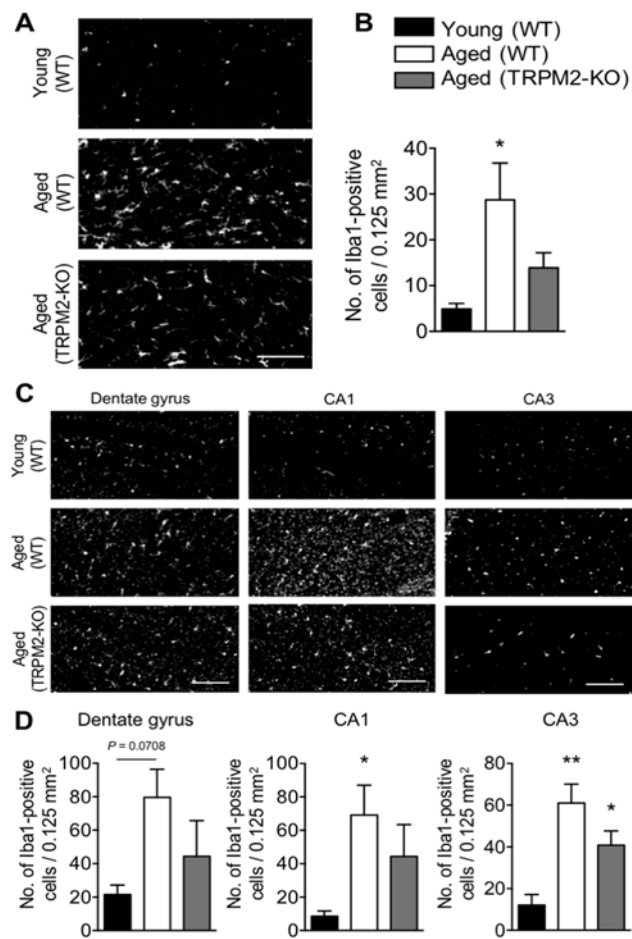 A
Young
(WT)
Aged
(WT)
Aged
(TRPM2-KO)
B
Young (WT)
Aged (WT)
Aged (TRPM2-KO)
No. of Iba1-positive
cells / 0.125 mm²
40
30
20
10
0
*
C
Dentate gyrus
CA1
CA3
Young
(WT)
Aged
(WT)
Aged
(TRPM2-KO)
D
Dentate gyrus
CA1
CA3
No. of Iba1-positive
cells / 0.125 mm²
100
80
60
40
20
0
P = 0.0708
No. of Iba1-positive
cells / 0.125 mm²
100
80
60
40
20
0
*
No. of Iba1-positive
cells / 0.125 mm²
80
60
40
20
0
**
*